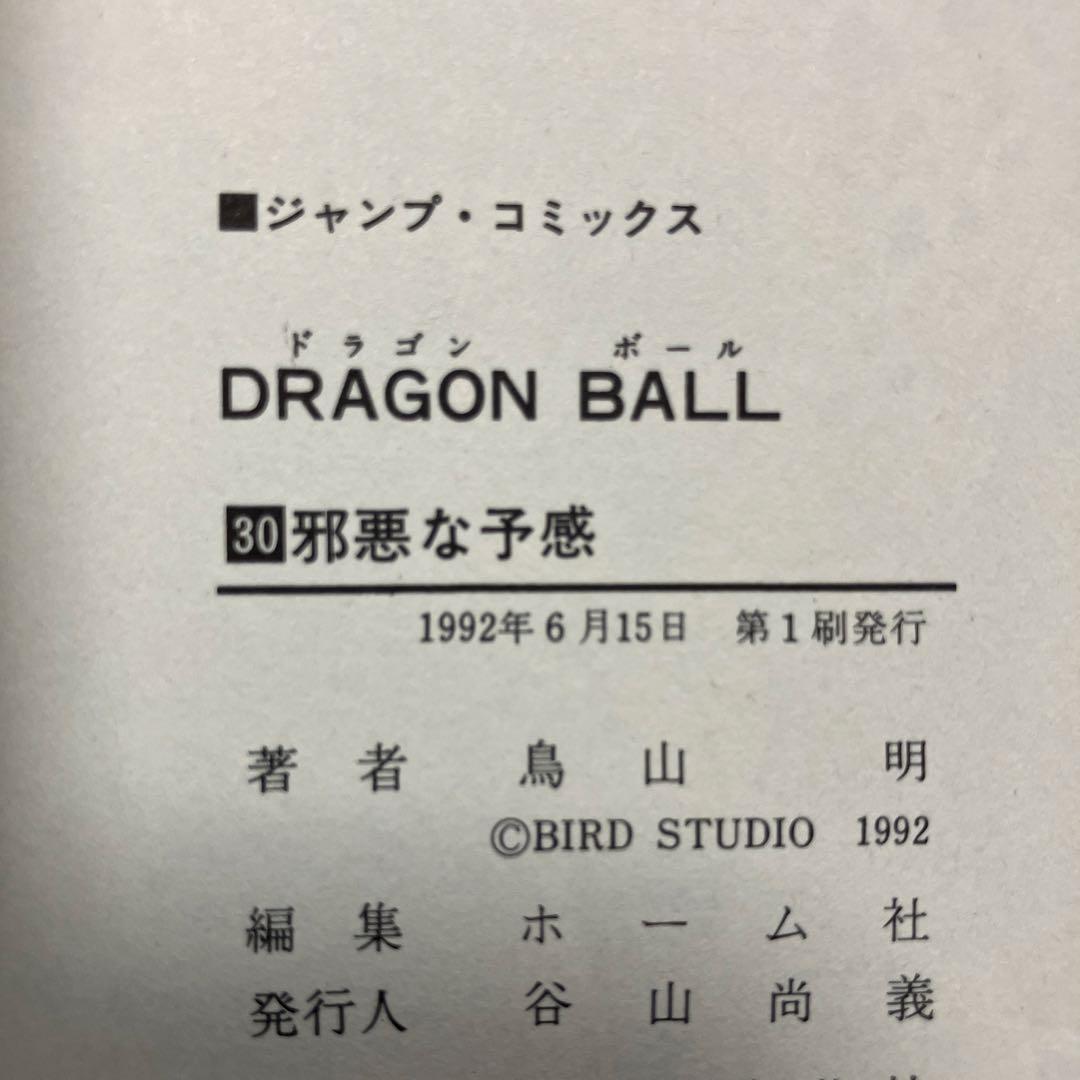 ■ジャンプ・コミックス
ドラゴン ボール
DRAGON BALL
30邪悪な予感
1992年6月15日 第1刷発行
著者 鳥山 明
©BIRD STUDIO 1992
編集 ホーム社
発行人 谷山尚義